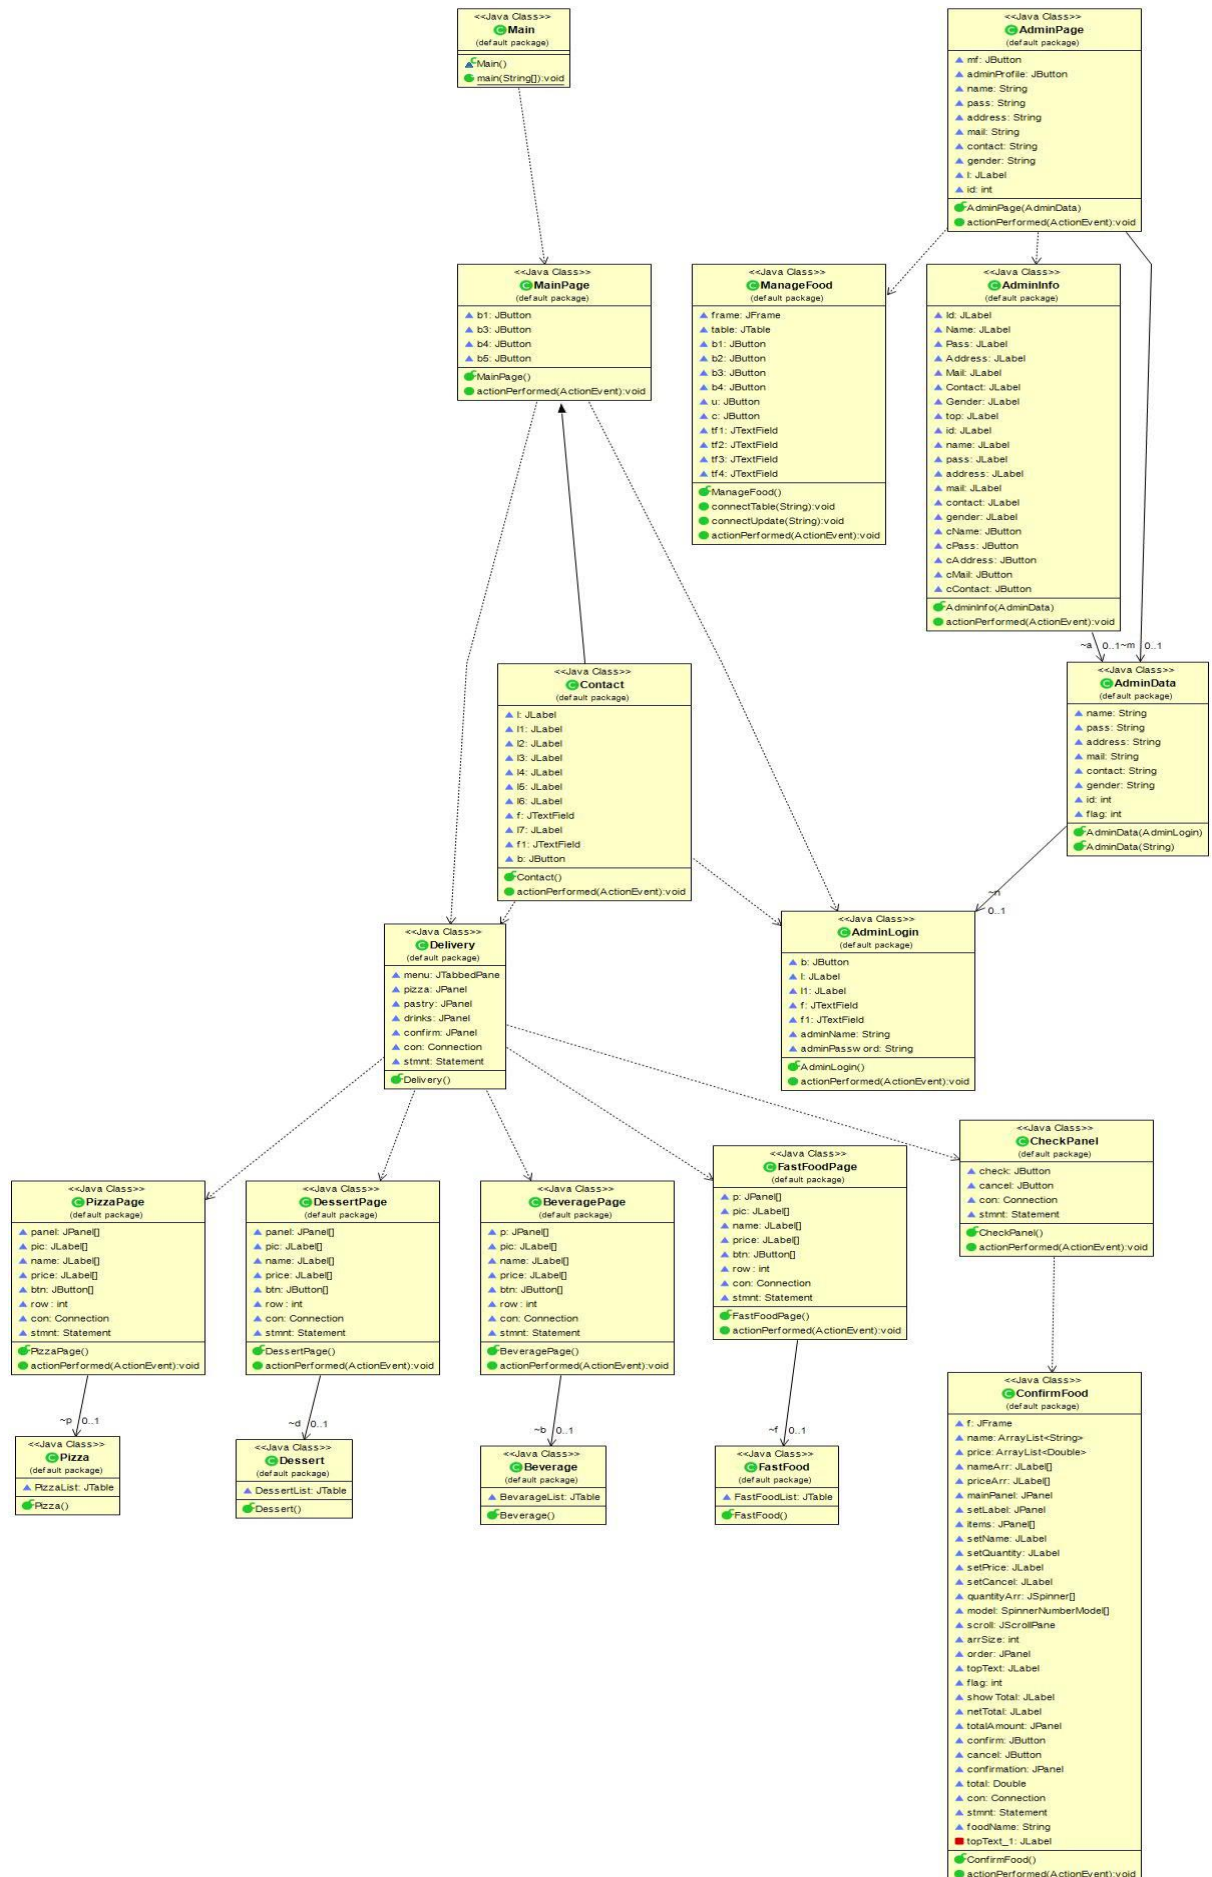 <<Java Class>>
Main
(default package)
Main()
main(String[]):void
<<Java Class>>
AdminPage
(default package)
mf: JButton
adminProfile: JButton
name: String
pass: String
address: String
mail: String
contact: String
gender: String
l: JLabel
id: int
AdminPage(AdminData)
actionPerformed(ActionEvent):void
<<Java Class>>
MainPage
(default package)
b1: JButton
b3: JButton
b4: JButton
b5: JButton
MainPage()
actionPerformed(ActionEvent):void
<<Java Class>>
ManageFood
(default package)
frame: JFrame
table: JTable
b1: JButton
b2: JButton
b3: JButton
b4: JButton
u: JButton
c: JButton
tf1: JTextField
tf2: JTextField
tf3: JTextField
tf4: JTextField
ManageFood()
connectTable(String):void
connectUpdate(String):void
actionPerformed(ActionEvent):void
<<Java Class>>
AdminInfo
(default package)
Id: JLabel
Name: JLabel
Pass: JLabel
Address: JLabel
Mail: JLabel
Contact: JLabel
Gender: JLabel
top: JLabel
id: JLabel
name: JLabel
pass: JLabel
address: JLabel
mail: JLabel
contact: JLabel
gender: JLabel
cName: JButton
cPass: JButton
cAddress: JButton
cMail: JButton
cContact: JButton
AdminInfo(AdminData)
actionPerformed(ActionEvent):void
~a 0..1 ~m 0..1
<<Java Class>>
Contact
(default package)
l: JLabel
l1: JLabel
l2: JLabel
l3: JLabel
l4: JLabel
l5: JLabel
l6: JLabel
f: JTextField
l7: JLabel
f1: JTextField
b: JButton
Contact()
actionPerformed(ActionEvent):void
<<Java Class>>
AdminData
(default package)
name: String
pass: String
address: String
mail: String
contact: String
gender: String
id: int
flag: int
AdminData(AdminLogin)
AdminData(String)
~n
0..1
<<Java Class>>
Delivery
(default package)
menu: JTabbedPane
pizza: JPanel
pastry: JPanel
drinks: JPanel
confirm: JPanel
con: Connection
stmnt: Statement
Delivery()
<<Java Class>>
AdminLogin
(default package)
b: JButton
l: JLabel
l1: JLabel
f: JTextField
f1: JTextField
adminName: String
adminPassword: String
AdminLogin()
actionPerformed(ActionEvent):void
<<Java Class>>
PizzaPage
(default package)
panel: JPanel[]
pic: JLabel[]
name: JLabel[]
price: JLabel[]
btn: JButton[]
row: int
con: Connection
stmnt: Statement
PizzaPage()
actionPerformed(ActionEvent):void
<<Java Class>>
DessertPage
(default package)
panel: JPanel[]
pic: JLabel[]
name: JLabel[]
price: JLabel[]
btn: JButton[]
row: int
con: Connection
stmnt: Statement
DessertPage()
actionPerformed(ActionEvent):void
<<Java Class>>
BeveragePage
(default package)
p: JPanel[]
pic: JLabel[]
name: JLabel[]
price: JLabel[]
btn: JButton[]
row: int
con: Connection
stmnt: Statement
BeveragePage()
actionPerformed(ActionEvent):void
<<Java Class>>
FastFoodPage
(default package)
p: JPanel[]
pic: JLabel[]
name: JLabel[]
price: JLabel[]
btn: JButton[]
row: int
con: Connection
stmnt: Statement
FastFoodPage()
actionPerformed(ActionEvent):void
<<Java Class>>
CheckPanel
(default package)
check: JButton
cancel: JButton
con: Connection
stmnt: Statement
CheckPanel()
actionPerformed(ActionEvent):void
~p 0..1
~d 0..1
~b 0..1
~f 0..1
<<Java Class>>
Pizza
(default package)
PizzaList: JTable
Pizza()
<<Java Class>>
Dessert
(default package)
DessertList: JTable
Dessert()
<<Java Class>>
Beverage
(default package)
BevarageList: JTable
Beverage()
<<Java Class>>
FastFood
(default package)
FastFoodList: JTable
FastFood()
<<Java Class>>
ConfirmFood
(default package)
f: JFrame
name: ArrayList<String>
price: ArrayList<Double>
nameArr: JLabel[]
priceArr: JLabel[]
mainPanel: JPanel
setLabel: JPanel
items: JPanel[]
setName: JLabel
setQuantity: JLabel
setPrice: JLabel
setCancel: JLabel
quantityArr: JSpinner[]
model: SpinnerNumberModel[]
scroll: JScrollPane
arrSize: int
order: JPanel
topText: JLabel
flag: int
showTotal: JLabel
netTotal: JLabel
totalAmount: JPanel
confirm: JButton
cancel: JButton
confirmation: JPanel
total: Double
con: Connection
stmnt: Statement
foodName: String
topText_1: JLabel
ConfirmFood()
actionPerformed(ActionEvent):void